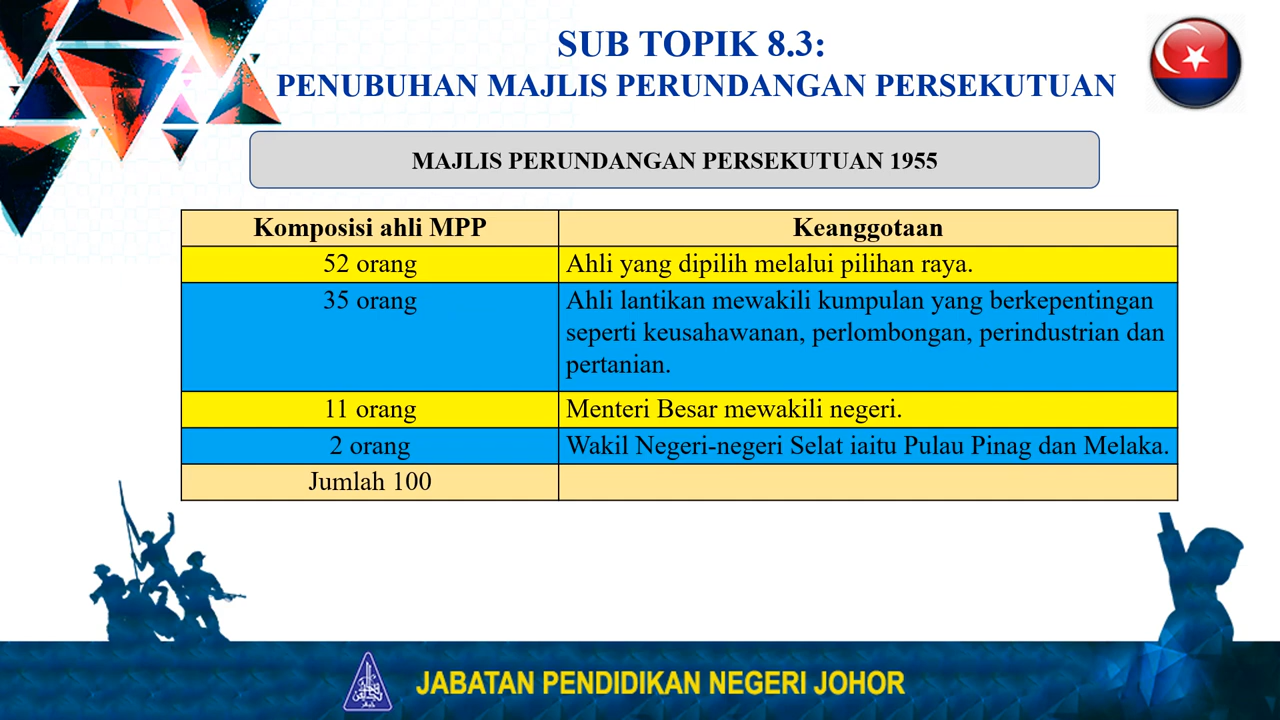 SUB TOPIK 8.3:
PENUBUHAN MAJLIS PERUNDANGAN PERSEKUTUAN
MAJLIS PERUNDANGAN PERSEKUTUAN 1955
Komposisi ahli MPP
Keanggotaan
52 orang
Ahli yang dipilih melalui pilihan raya.
35 orang
Ahli lantikan mewakili kumpulan yang berkepentingan
seperti keusahawanan, perlombongan, perindustrian dan
pertanian.
11 orang
Menteri Besar mewakili negeri.
2 orang
Wakil Negeri-negeri Selat iaitu Pulau Pinag dan Melaka.
Jumlah 100
JABATAN PENDIDIKAN NEGERI JOHOR